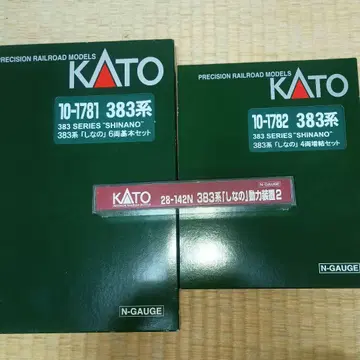 PRECISION RAILROAD MODELS
KATO
10-1781 383系
383 SERIES "SHINANO"
383系「しなの」6両基本セット
N-GAUGE
PRECISION RAILROAD MODELS
KATO
10-1782 383系
383 SERIES "SHINANO"
383系「しなの」4両増結セット
N-GAUGE
N-GAUGE
KATO
28-142N 383系「しなの」動力装置2